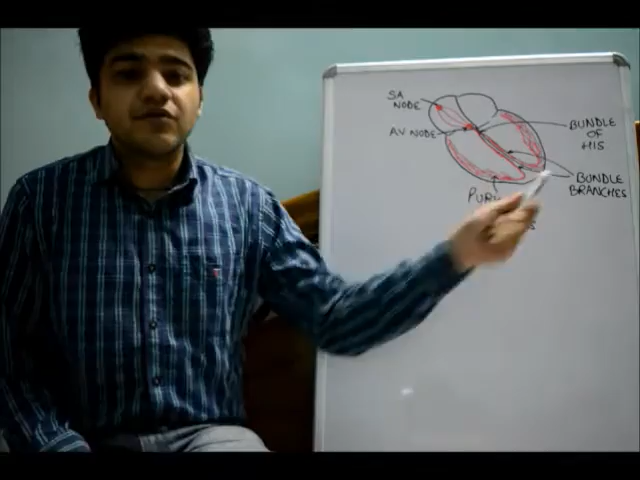 SA
NODE
AV NODE
BUNDLE
OF
HIS
BUNDLE
BRANCHES